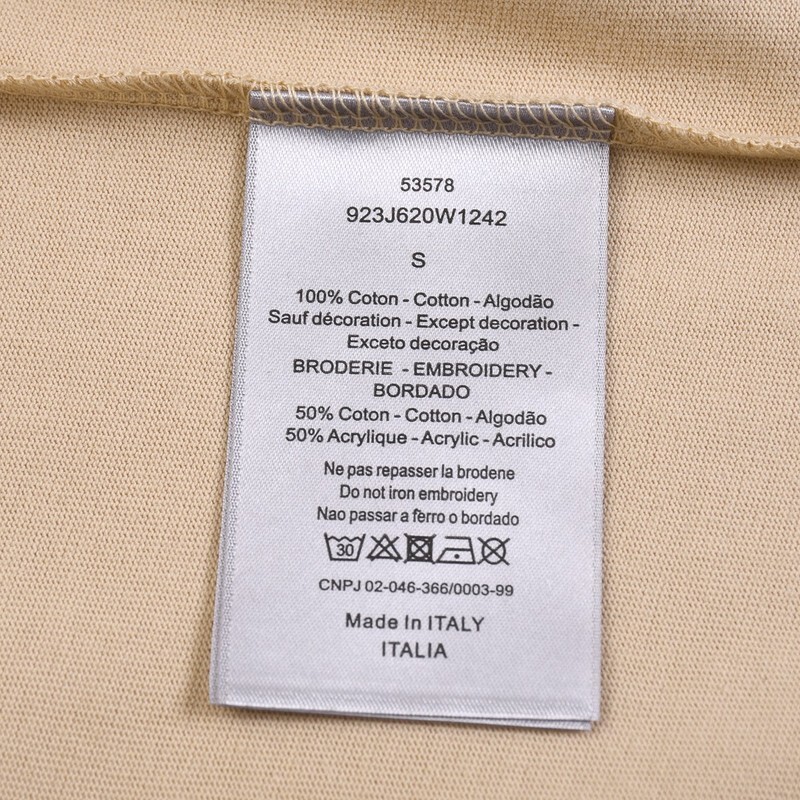 53578
923J620W1242
S
100% Coton - Cotton - Algodão
Sauf décoration - Except decoration -
Exceto decoração
BRODERIE - EMBROIDERY -
BORDADO
50% Coton - Cotton - Algodão
50% Acrylique - Acrylic - Acrilico
Ne pas repasser la brodene
Do not iron embroidery
Nao passar a ferro o bordado
30
CNPJ 02-046-366/0003-99
Made In ITALY
ITALIA